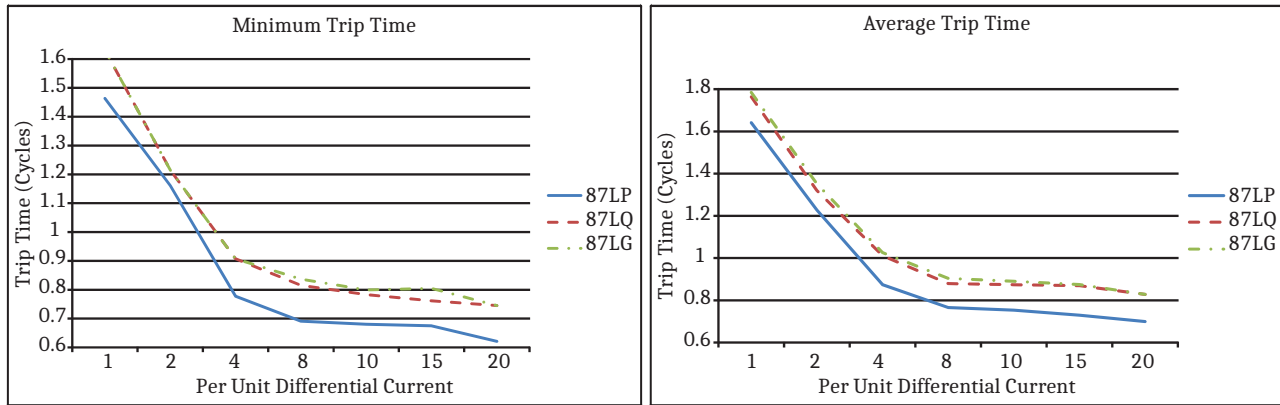 Minimum Trip Time
1.6
1.5
1.4
1.3
1.2
1.1
1
0.9
0.8
0.7
0.6
Trip Time (Cycles)
1 2 4 8 10 15 20
Per Unit Differential Current
87LP
87LQ
87LG
Average Trip Time
1.8
1.6
1.4
1.2
1
0.8
0.6
Trip Time (Cycles)
1 2 4 8 10 15 20
Per Unit Differential Current
87LP
87LQ
87LG